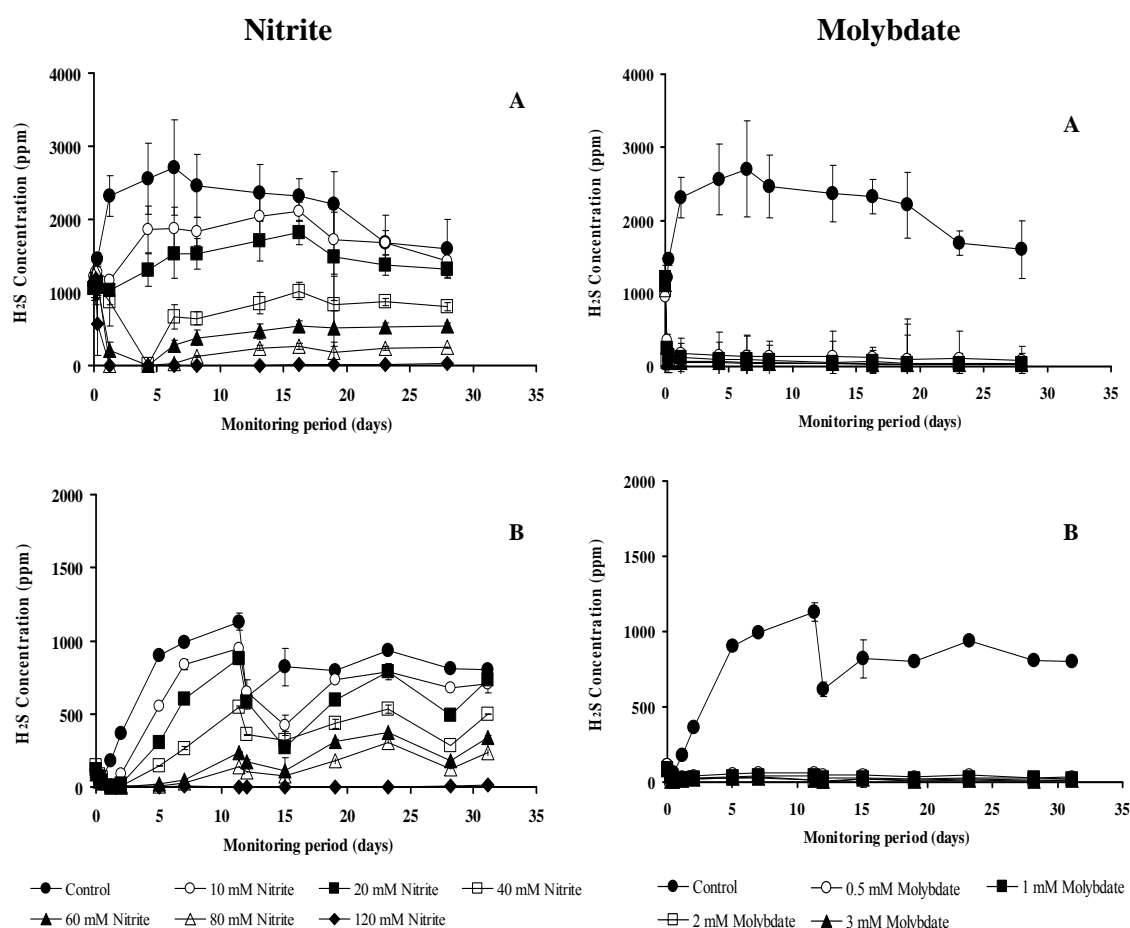 Nitrite
Molybdate
4000
3000
2000
1000
0
H2S Concentration (ppm)
A
0 5 10 15 20 25 30 35
Monitoring period (days)
4000
3000
2000
1000
0
H2S Concentration (ppm)
A
0 5 10 15 20 25 30 35
Monitoring period (days)
2000
1500
1000
500
0
H2S Concentration (ppm)
B
0 5 10 15 20 25 30 35
Monitoring period (days)
2000
1500
1000
500
0
H2S Concentration (ppm)
B
0 5 10 15 20 25 30 35
Monitoring period (days)
Control 10 mM Nitrite 20 mM Nitrite 40 mM Nitrite
60 mM Nitrite 80 mM Nitrite 120 mM Nitrite
Control 0.5 mM Molybdate 1 mM Molybdate
2 mM Molybdate 3 mM Molybdate